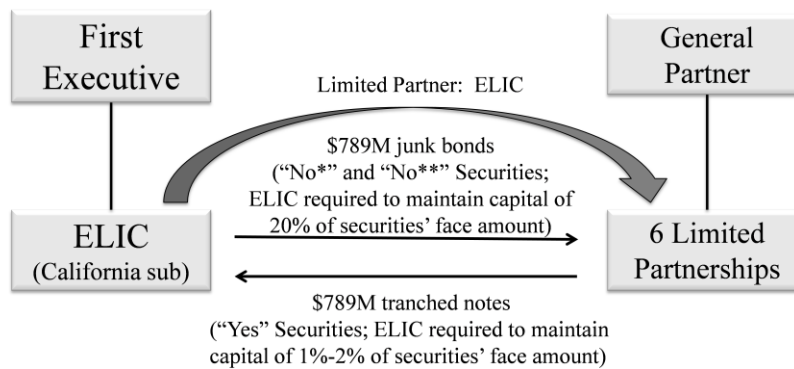 First
Executive
General
Partner
Limited Partner: ELIC
$789M junk bonds
(“No*” and “No**” Securities;
ELIC required to maintain capital of
20% of securities’ face amount)
ELIC
(California sub)
6 Limited
Partnerships
$789M tranched notes
(“Yes” Securities; ELIC required to maintain
capital of 1%-2% of securities’ face amount)